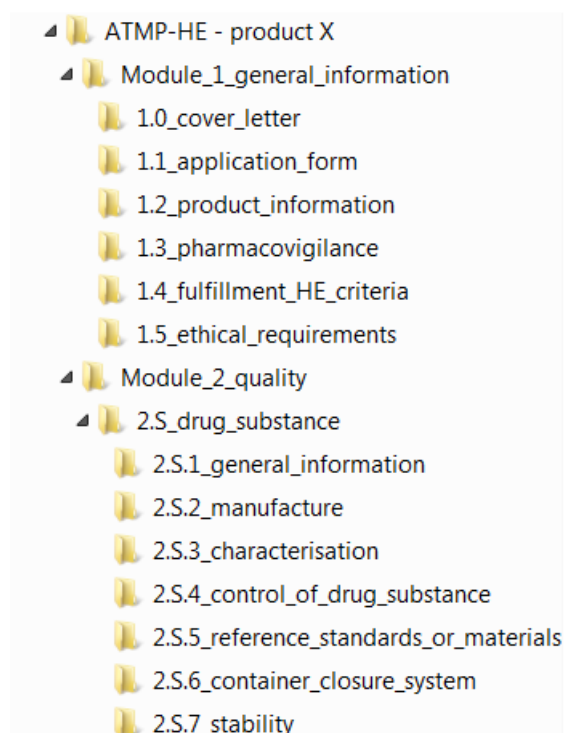 ATMP-HE - product X
Module_1_general_information
1.0_cover_letter
1.1_application_form
1.2_product_information
1.3_pharmacovigilance
1.4_fulfillment_HE_criteria
1.5_ethical_requirements
Module_2_quality
2.S_drug_substance
2.S.1_general_information
2.S.2_manufacture
2.S.3_characterisation
2.S.4_control_of_drug_substance
2.S.5_reference_standards_or_materials
2.S.6_container_closure_system
2.S.7_stability